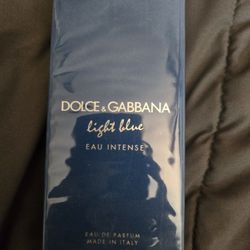 DOLCE & GABBANA
light blue
EAU INTENSE
EAU DE PARFUM
MADE IN ITALY